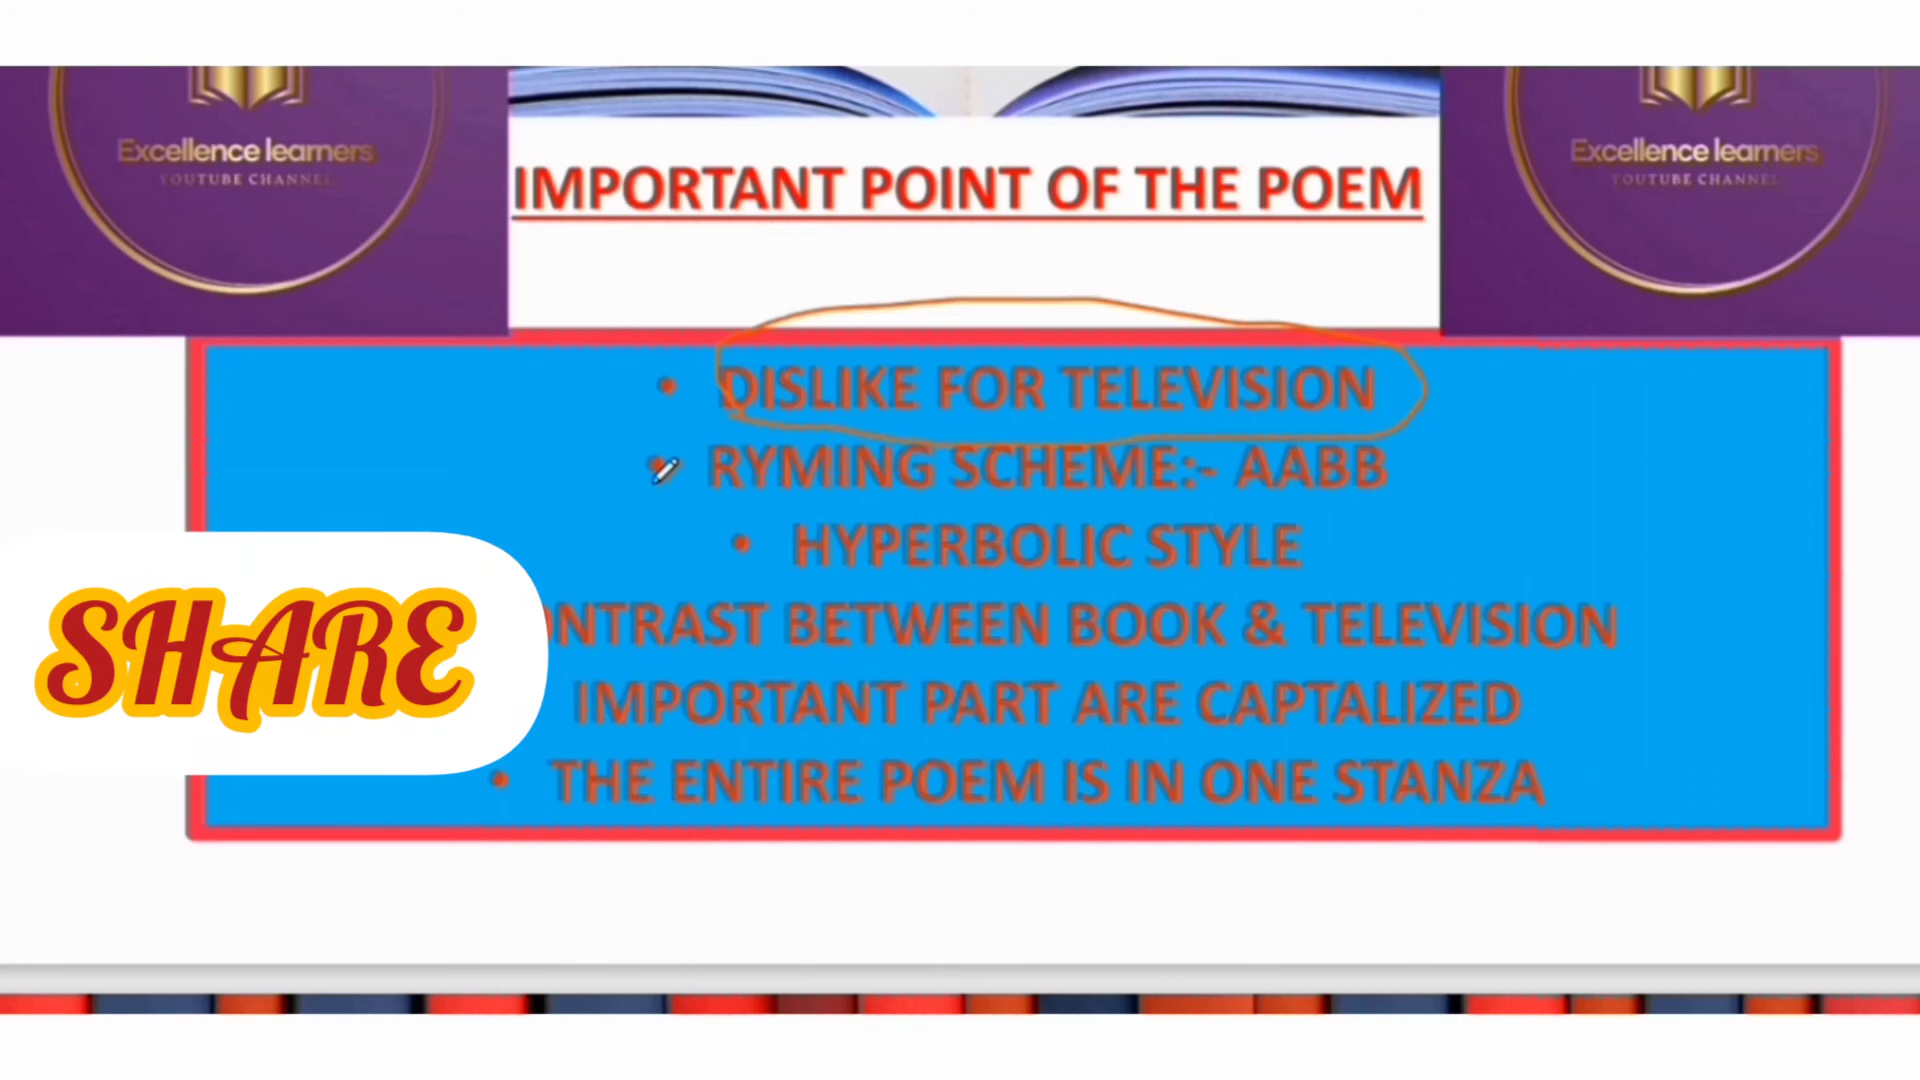 Excellence learners
YOUTUBE CHANNEL
Excellence learners
YOUTUBE CHANNEL
IMPORTANT POINT OF THE POEM
• DISLIKE FOR TELEVISION
• RYMING SCHEME:- AABB
• HYPERBOLIC STYLE
ONTRAST BETWEEN BOOK & TELEVISION
IMPORTANT PART ARE CAPTALIZED
• THE ENTIRE POEM IS IN ONE STANZA
SHARE